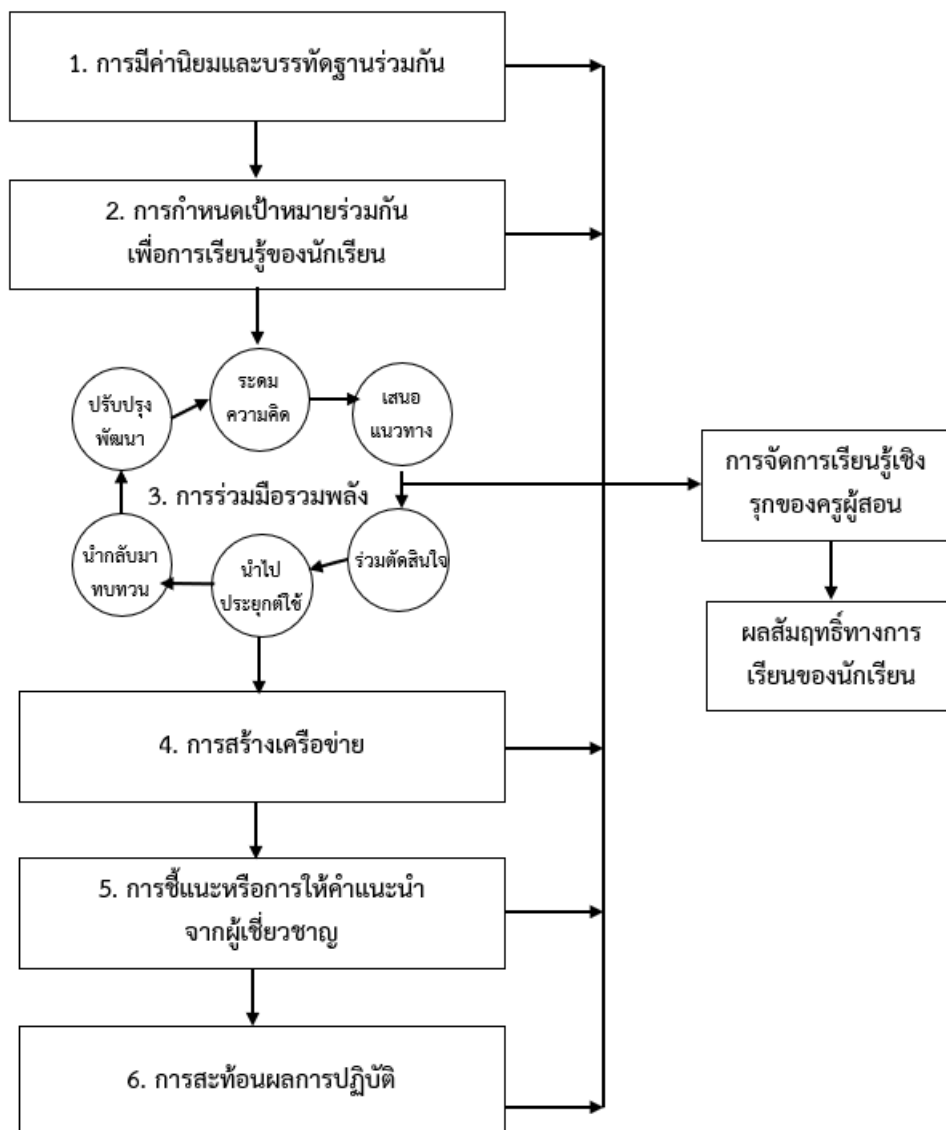 1. การมีค่านิยมและบรรทัดฐานร่วมกัน
2. การกำหนดเป้าหมายร่วมกัน
เพื่อการเรียนรู้ของนักเรียน
ระดม
ความคิด
เสนอ
แนวทาง
ปรับปรุง
พัฒนา
3. การร่วมมือรวมพลัง
นำกลับมา
ทบทวน
นำไป
ประยุกต์ใช้
ร่วมตัดสินใจ
4. การสร้างเครือข่าย
5. การชี้แนะหรือการให้คำแนะนำ
จากผู้เชี่ยวชาญ
6. การสะท้อนผลการปฏิบัติ
การจัดการเรียนรู้เชิง
รุกของครูผู้สอน
ผลสัมฤทธิ์ทางการ
เรียนของนักเรียน